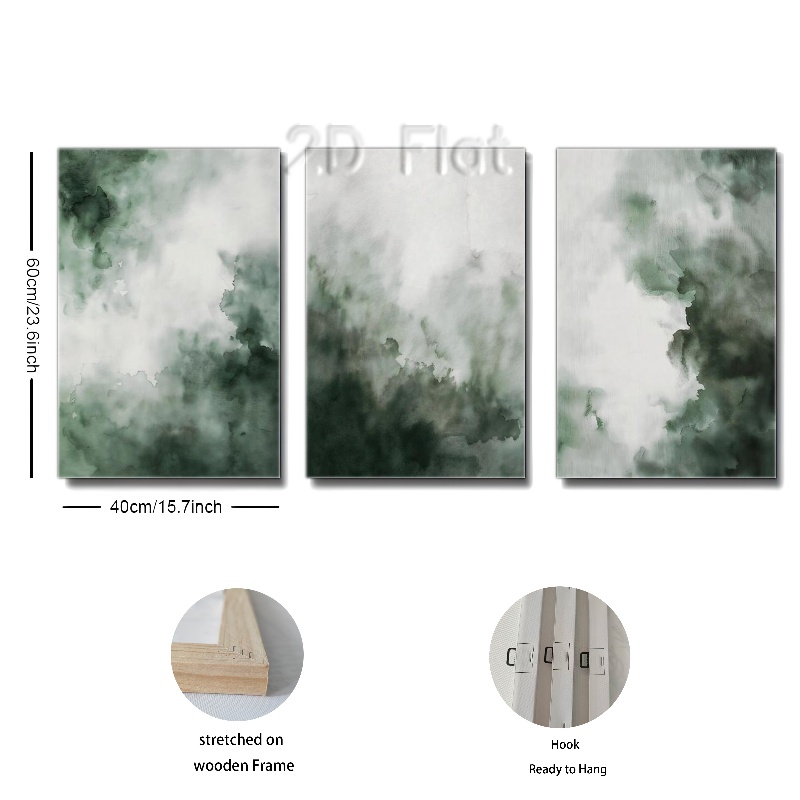 2D Flat
60cm/23.6inch
40cm/15.7inch
stretched on
wooden Frame
Hook
Ready to Hang